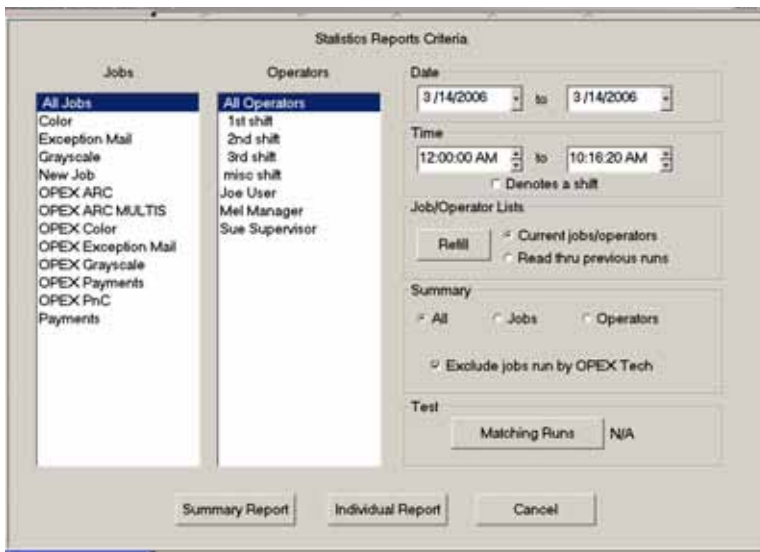 Statistics Reports Criteria
Jobs
All Jobs
Color
Exception Mail
Grayscale
New Job
OPEX ARC
OPEX ARC MULTIS
OPEX Color
OPEX Exception Mail
OPEX Grayscale
OPEX Payments
OPEX PnC
Payments
Operators
All Operators
1st shift
2nd shift
3rd shift
misc shift
Joe User
Mel Manager
Sue Supervisor
Date
3/14/2006 to 3/14/2006
Time
12:00:00 AM to 10:16:20 AM
Denotes a shift
Job/Operator Lists
Refill
Current jobs/operators
Read thru previous runs
Summary
All Jobs Operators
Exclude jobs run by OPEX Tech
Test
Matching Runs N/A
Summary Report Individual Report Cancel